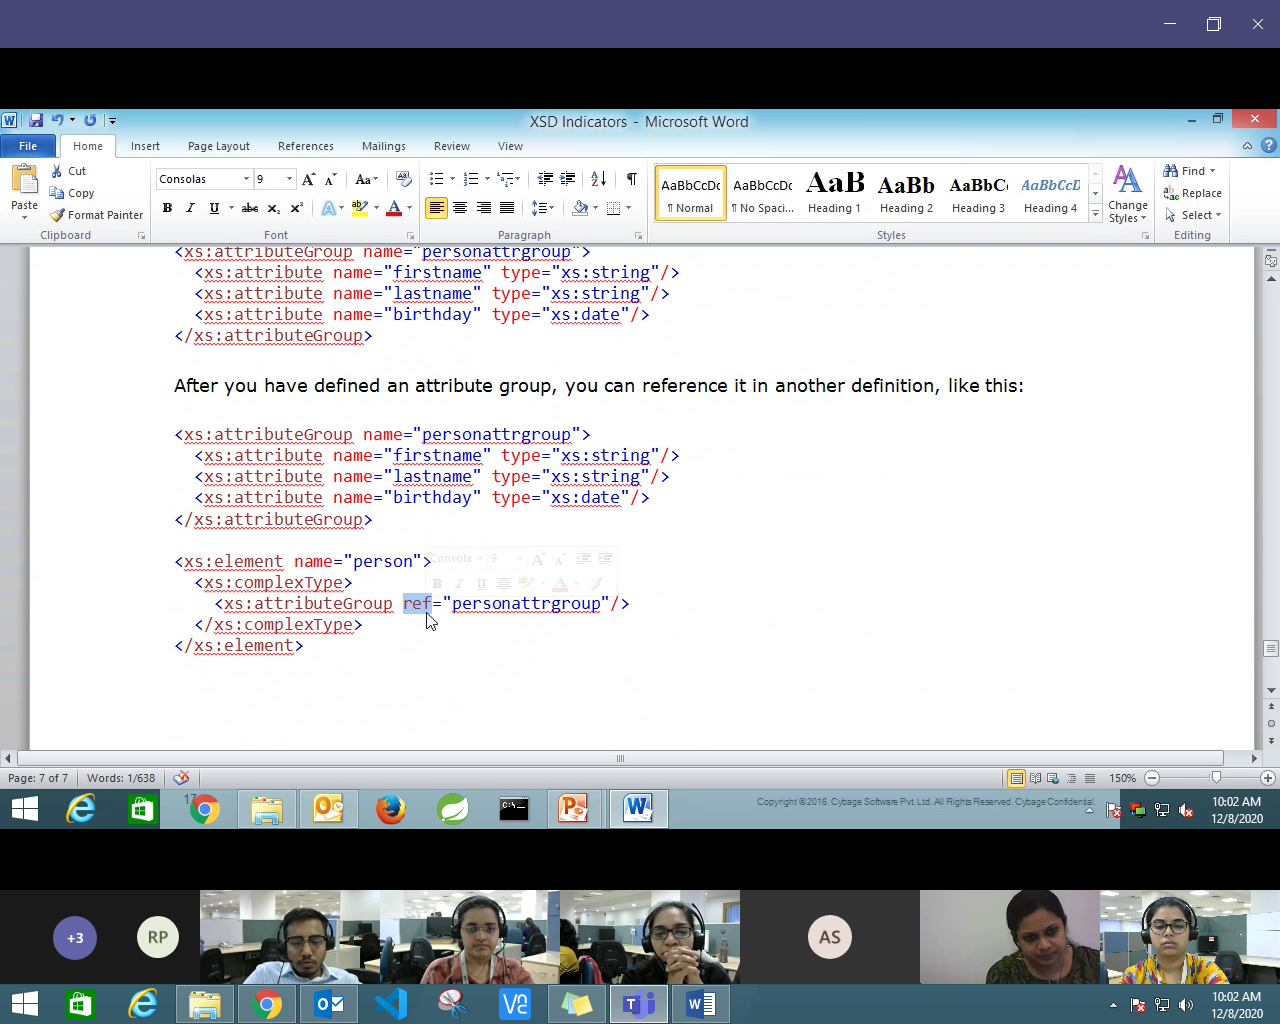 XSD Indicators - Microsoft Word
File Home Insert Page Layout References Mailings Review View
Cut
Copy
Format Painter
Paste
Clipboard
Consolas 9
Font
Paragraph
AaBbCcDc AaBbCcDc AaB AaBb AaBbC AaBbCcD
¶ Normal ¶ No Spaci... Heading 1 Heading 2 Heading 3 Heading 4
Change Styles
Styles
Find
Replace
Select
Editing
<xs:attributeGroup name="personattrgroup">
<xs:attribute name="firstname" type="xs:string"/>
<xs:attribute name="lastname" type="xs:string"/>
<xs:attribute name="birthday" type="xs:date"/>
</xs:attributeGroup>
After you have defined an attribute group, you can reference it in another definition, like this:
<xs:attributeGroup name="personattrgroup">
<xs:attribute name="firstname" type="xs:string"/>
<xs:attribute name="lastname" type="xs:string"/>
<xs:attribute name="birthday" type="xs:date"/>
</xs:attributeGroup>
<xs:element name="person">
Consola 9
<xs:complexType>
<xs:attributeGroup ref="personattrgroup"/>
</xs:complexType>
</xs:element>
Page: 7 of 7 Words: 1/638 150%
17
Copyright ©2016. Cybage Software Pvt. Ltd. All Rights Reserved. Cybage Confidental.
10:02 AM
12/8/2020
+3
RP
AS
10:02 AM
12/8/2020